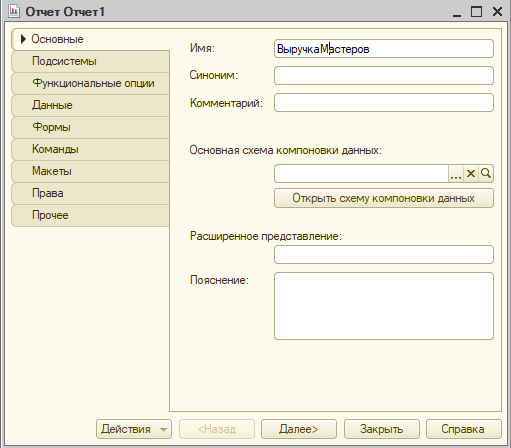 Отчет Отчет1
Основные
Подсистемы
Функциональные опции
Данные
Формы
Команды
Макеты
Права
Прочее
Имя: ВыручкаМастеров
Синоним:
Комментарий:
Основная схема компоновки данных:
...
Открыть схему компоновки данных
Расширенное представление:
Пояснение:
Действия <Назад Далее> Закрыть Справка